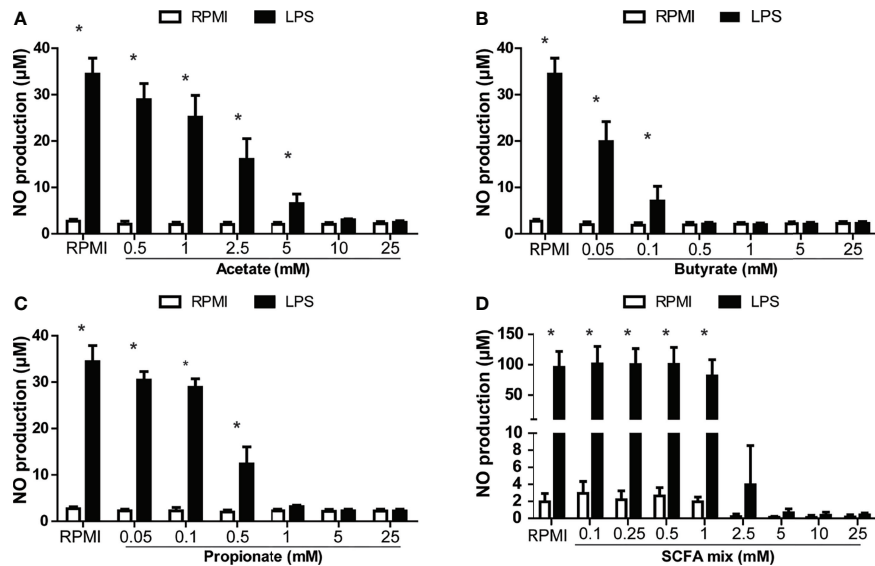 A
RPMI LPS
NO production (µM)
40
30
20
10
0
* * * * *
RPMI 0.5 1 2.5 5 10 25
Acetate (mM)
B
RPMI LPS
NO production (µM)
40
30
20
10
0
* * *
RPMI 0.05 0.1 0.5 1 5 25
Butyrate (mM)
C
RPMI LPS
NO production (µM)
40
30
20
10
0
* * * *
RPMI 0.05 0.1 0.5 1 5 25
Propionate (mM)
D
RPMI LPS
NO production (µM)
150
100
50
8
6
4
2
0
* * * * *
RPMI 0.1 0.25 0.5 1 2.5 5 10 25
SCFA mix (mM)